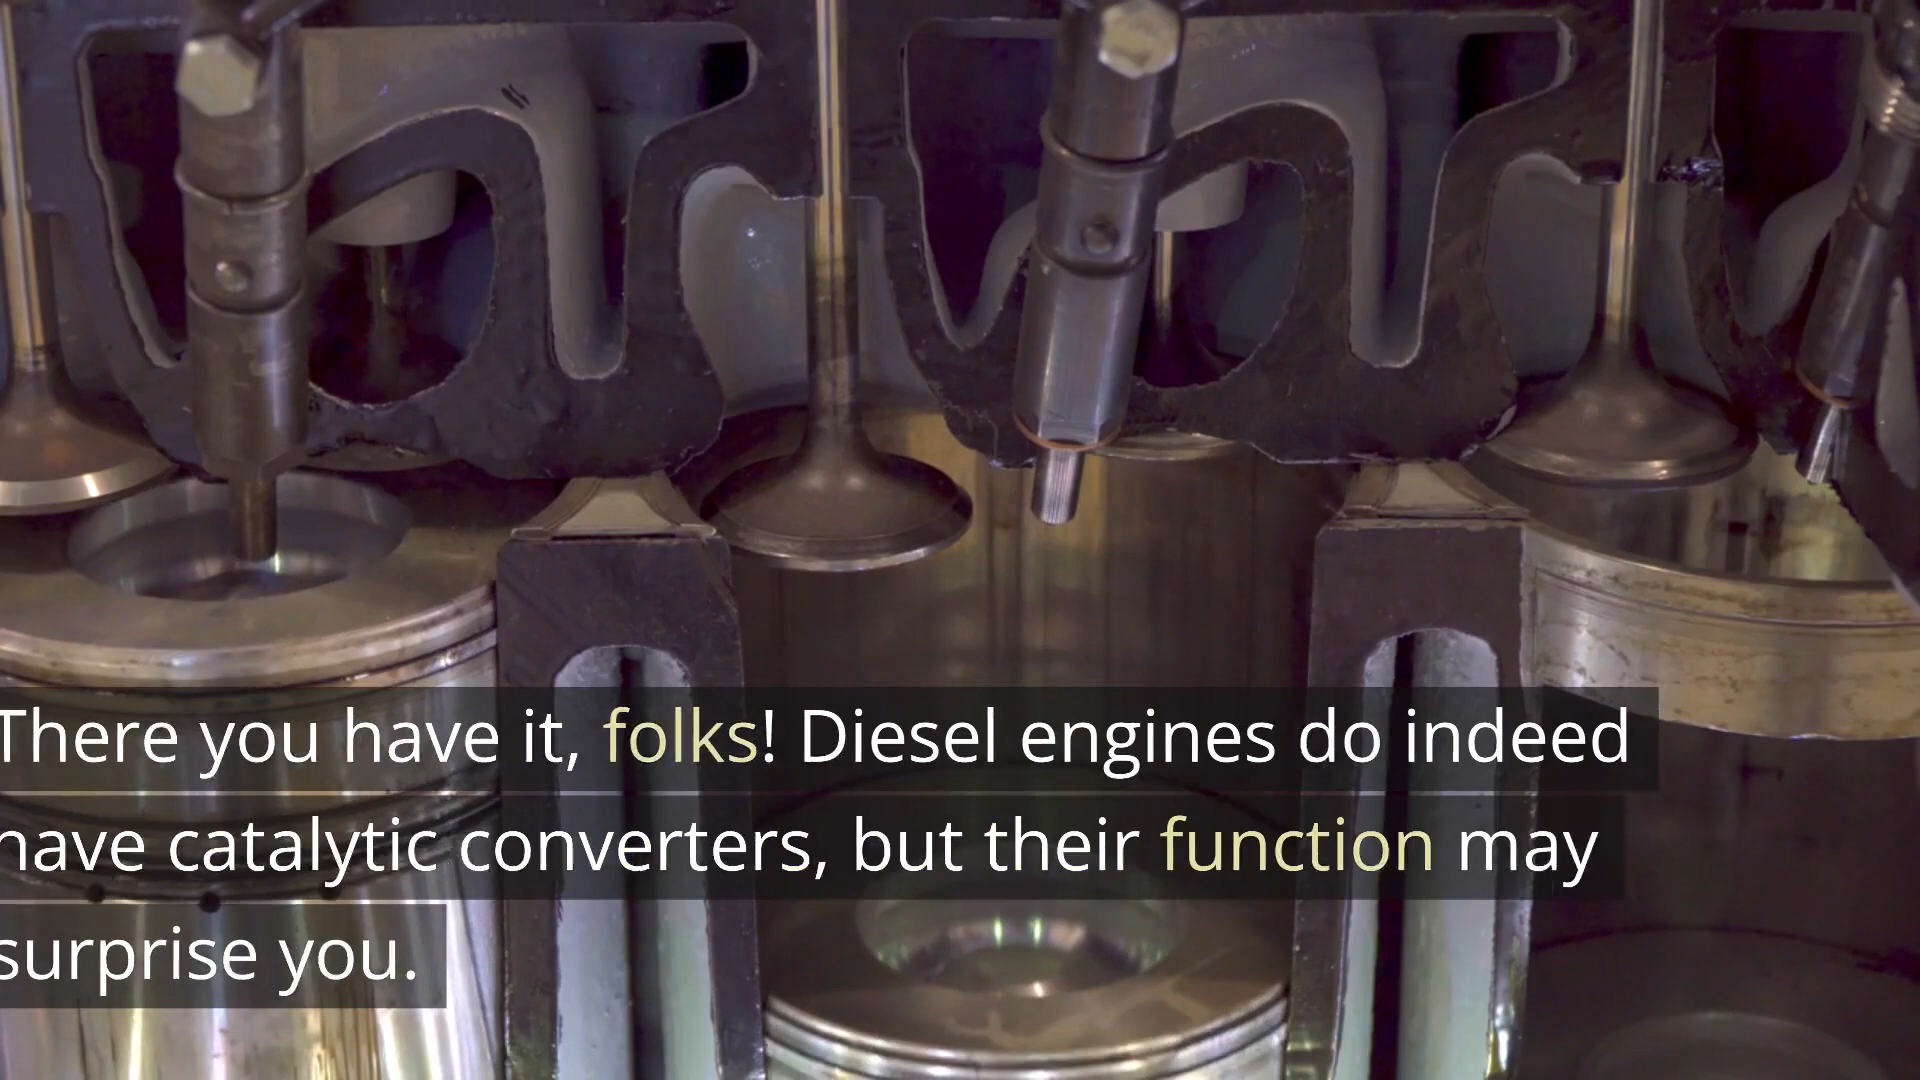 There you have it, folks! Diesel engines do indeed
have catalytic converters, but their function may
surprise you.